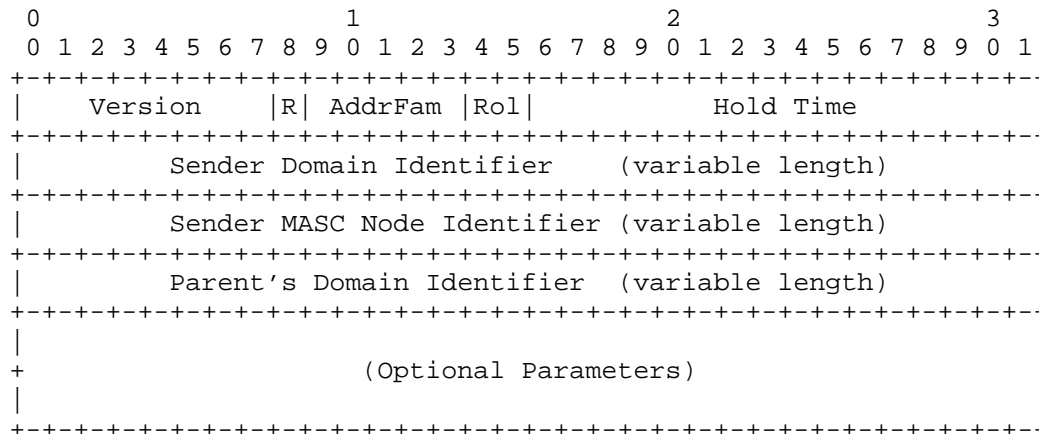 0                   1                   2                   3
 0 1 2 3 4 5 6 7 8 9 0 1 2 3 4 5 6 7 8 9 0 1 2 3 4 5 6 7 8 9 0 1
+-+-+-+-+-+-+-+-+-+-+-+-+-+-+-+-+-+-+-+-+-+-+-+-+-+-+-+-+-+-+-+-
|    Version    |R| AddrFam |Rol|           Hold Time
+-+-+-+-+-+-+-+-+-+-+-+-+-+-+-+-+-+-+-+-+-+-+-+-+-+-+-+-+-+-+-+-
|         Sender Domain Identifier    (variable length)
+-+-+-+-+-+-+-+-+-+-+-+-+-+-+-+-+-+-+-+-+-+-+-+-+-+-+-+-+-+-+-+-
|         Sender MASC Node Identifier (variable length)
+-+-+-+-+-+-+-+-+-+-+-+-+-+-+-+-+-+-+-+-+-+-+-+-+-+-+-+-+-+-+-+-
|         Parent's Domain Identifier  (variable length)
+-+-+-+-+-+-+-+-+-+-+-+-+-+-+-+-+-+-+-+-+-+-+-+-+-+-+-+-+-+-+-+-
|
+                     (Optional Parameters)
|
+-+-+-+-+-+-+-+-+-+-+-+-+-+-+-+-+-+-+-+-+-+-+-+-+-+-+-+-+-+-+-+-